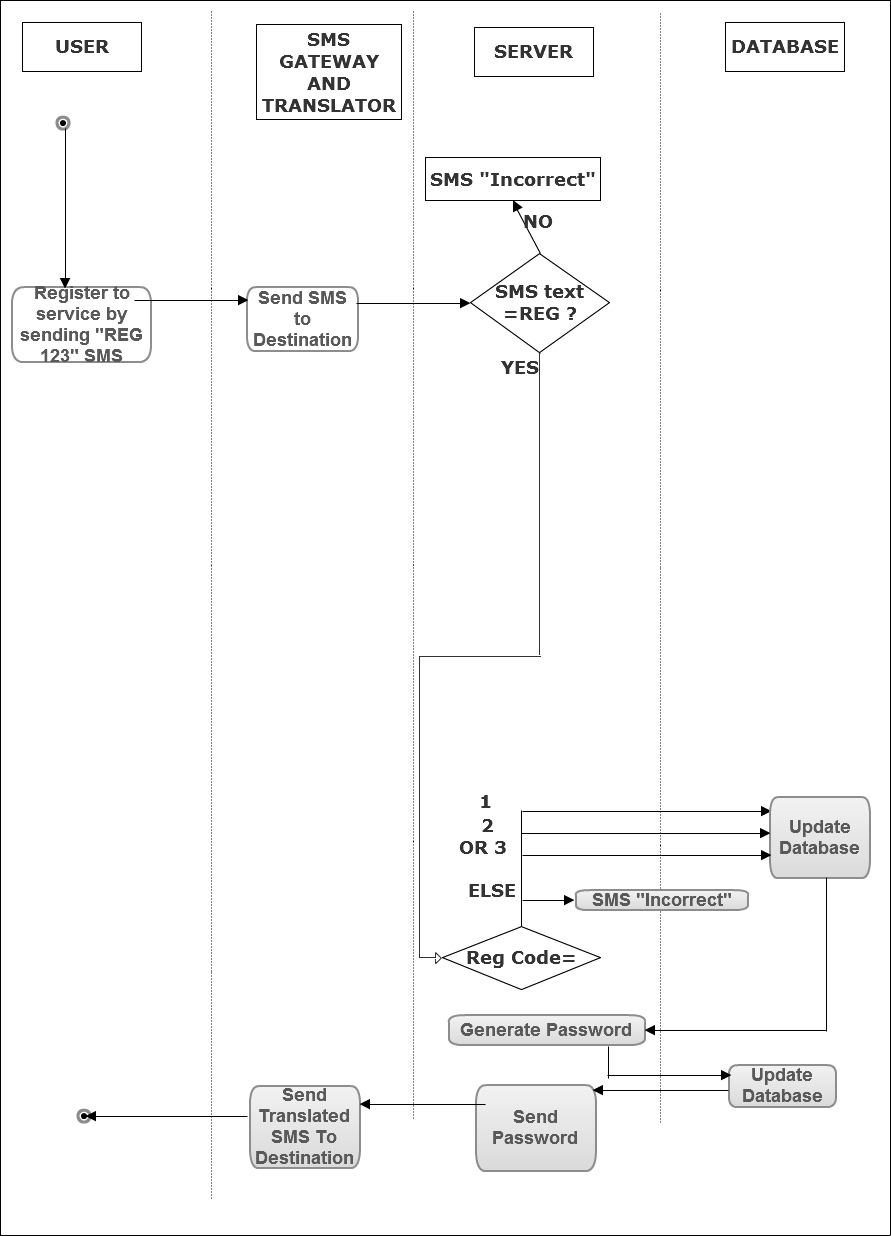 USER
SMS
GATEWAY
AND
TRANSLATOR
SERVER
DATABASE
SMS "Incorrect"
NO
Register to
service by
sending "REG
123" SMS
Send SMS
to
Destination
SMS text
=REG ?
YES
1
2
OR 3
Update
Database
ELSE
SMS "Incorrect"
Reg Code=
Generate Password
Update
Database
Send
Translated
SMS To
Destination
Send
Password